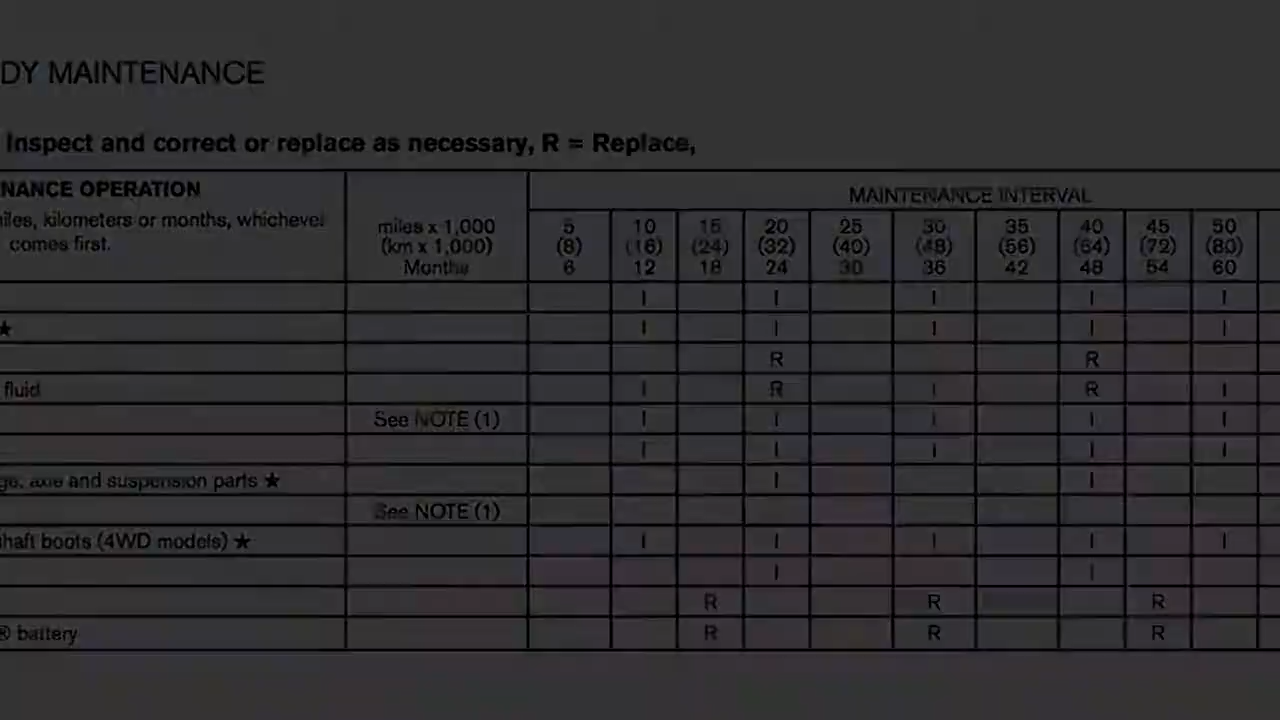 DY MAINTENANCE
Inspect and correct or replace as necessary, R = Replace,
NANCE OPERATION MAINTENANCE INTERVAL
niles, kilometers or months, whichever comes first. miles x 1,000 5 10 15 20 25 30 35 40 45 50
(km x 1,000) (8) (16) (24) (32) (40) (48) (56) (64) (72) (80)
Months 6 12 18 24 30 36 42 48 54 60
I I I I I
★ I I I I I
R R
fluid I R I R I
See NOTE (1) I I I I I
I I I I I
ge, axle and suspension parts ★ I I
See NOTE (1)
shaft boots (4WD models) ★ I I I I I
I I
R R R
® battery R R R